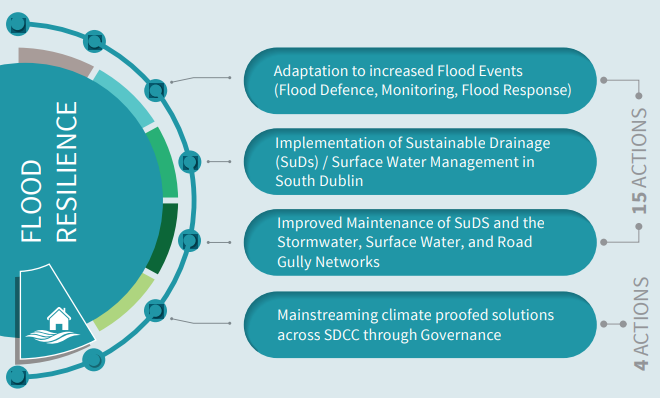 FLOOD
RESILIENCE
Adaptation to increased Flood Events
(Flood Defence, Monitoring, Flood Response)
Implementation of Sustainable Drainage
(SuDs) / Surface Water Management in
South Dublin
Improved Maintenance of SuDS and the
Stormwater, Surface Water, and Road
Gully Networks
Mainstreaming climate proofed solutions
across SDCC through Governance
15 ACTIONS
4 ACTIONS